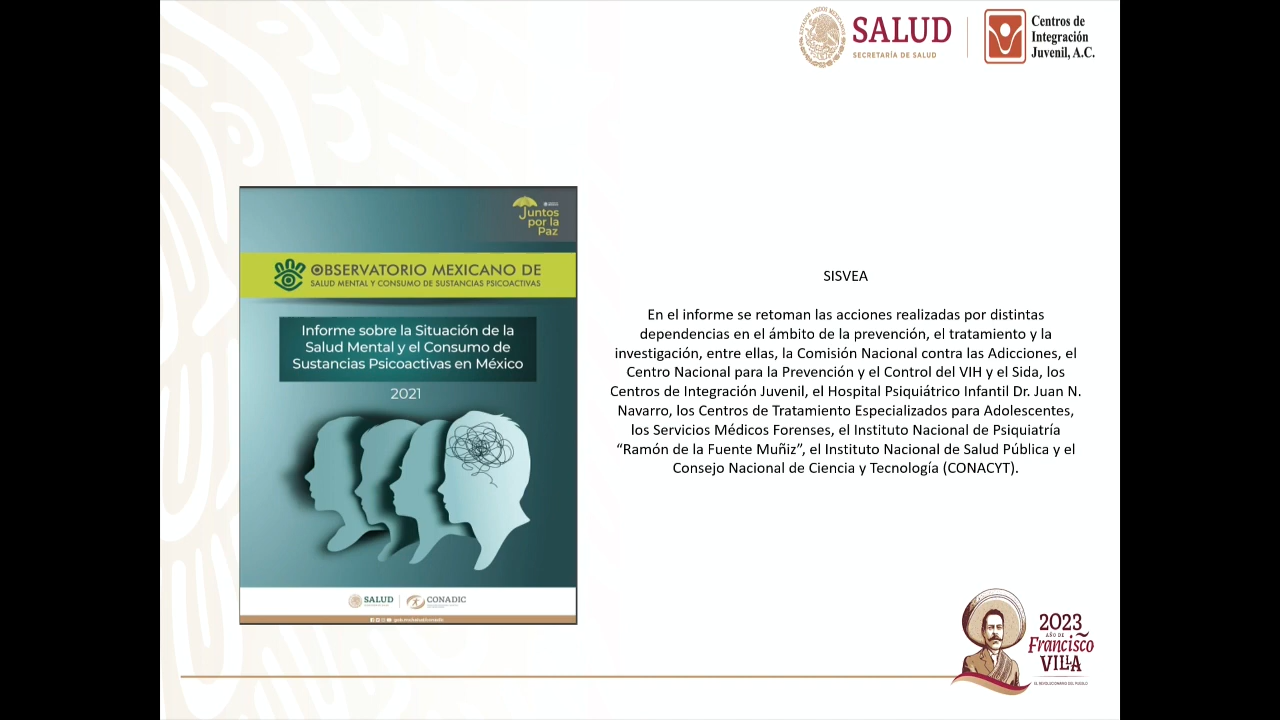 SALUD
SECRETARÍA DE SALUD
Centros de
Integración
Juvenil, A.C.
Juntos
por la
Paz
OBSERVATORIO MEXICANO DE
SALUD MENTAL Y CONSUMO DE SUSTANCIAS PSICOACTIVAS
Informe sobre la Situación de la
Salud Mental y el Consumo de
Sustancias Psicoactivas en México
2021
SALUD
CONADIC
SISVEA
En el informe se retoman las acciones realizadas por distintas
dependencias en el ámbito de la prevención, el tratamiento y la
investigación, entre ellas, la Comisión Nacional contra las Adicciones, el
Centro Nacional para la Prevención y el Control del VIH y el Sida, los
Centros de Integración Juvenil, el Hospital Psiquiátrico Infantil Dr. Juan N.
Navarro, los Centros de Tratamiento Especializados para Adolescentes,
los Servicios Médicos Forenses, el Instituto Nacional de Psiquiatría
“Ramón de la Fuente Muñiz”, el Instituto Nacional de Salud Pública y el
Consejo Nacional de Ciencia y Tecnología (CONACYT).
2023
AÑO DE
Francisco
VILLA
EL REVOLUCIONARIO DEL PUEBLO